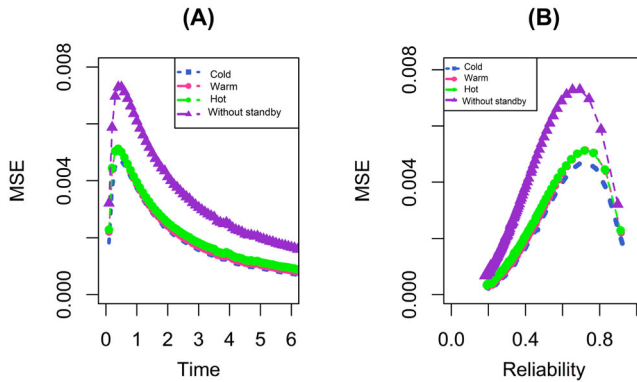 (A)
MSE
0.008
0.004
0.000
Cold
Warm
Hot
Without standby
0 1 2 3 4 5 6
Time
(B)
MSE
0.008
0.004
0.000
Cold
Warm
Hot
Without standby
0.0 0.4 0.8
Reliability